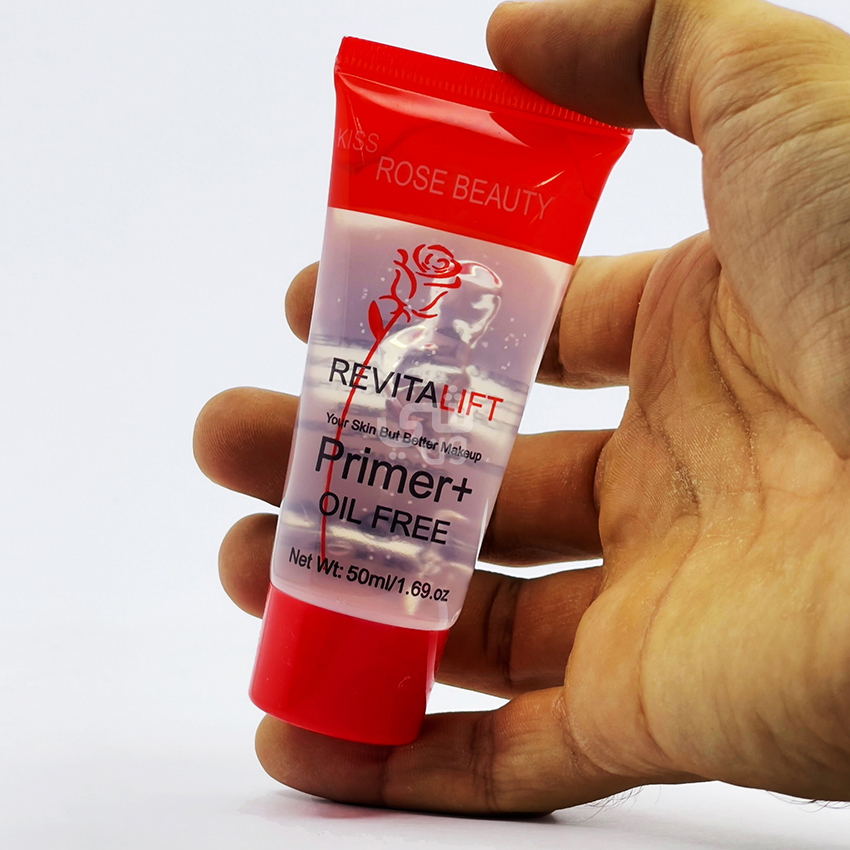 KISS
ROSE BEAUTY
REVITALIFT
Your Skin But Better Makeup
Primer+
OIL FREE
Net Wt: 50ml/1.69.oz